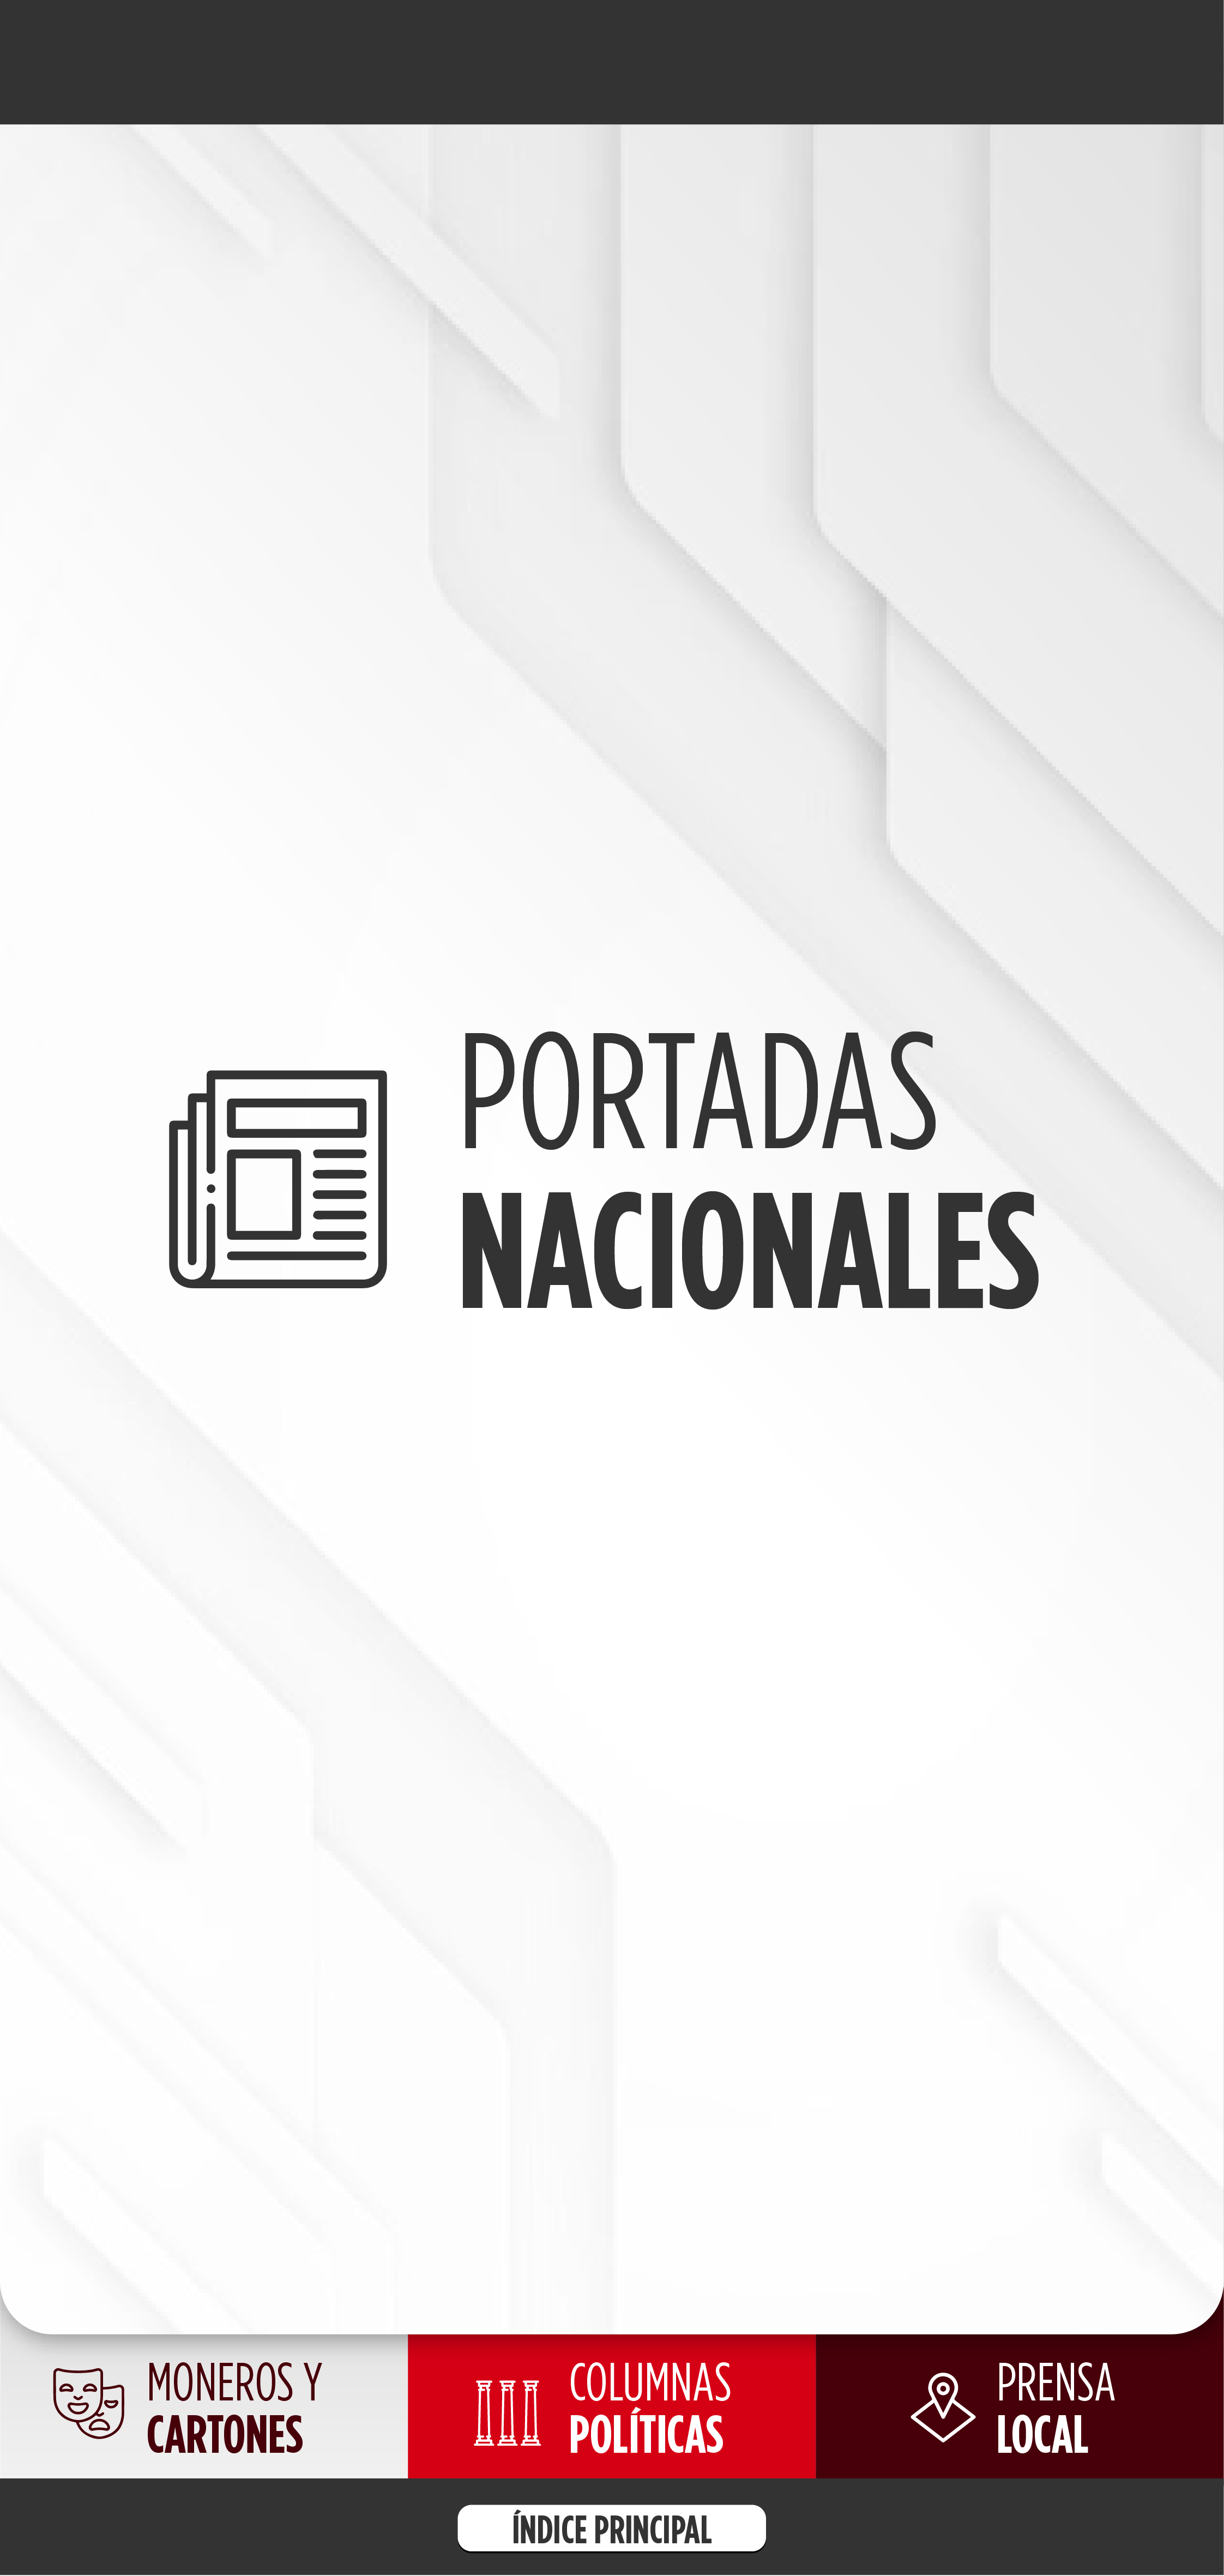 PORTADAS
NACIONALES
MONEROS Y
CARTONES
COLUMNAS
POLÍTICAS
PRENSA
LOCAL
ÍNDICE PRINCIPAL